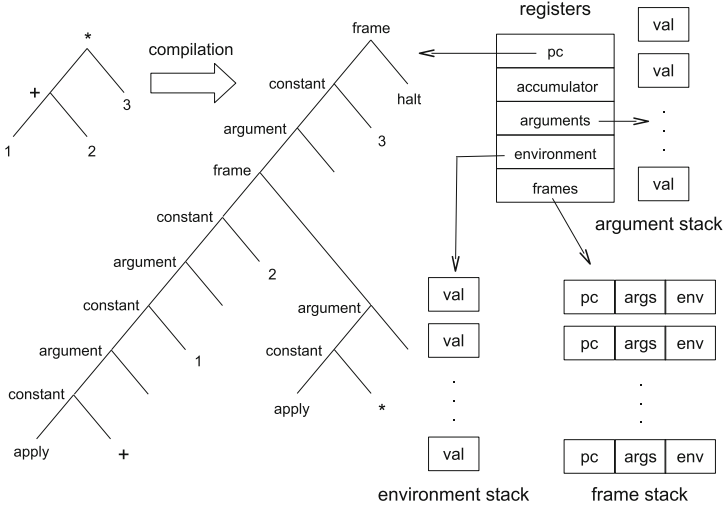 *
+
3
1
2
compilation
frame
constant
halt
argument
3
frame
constant
argument
2
constant
argument
1
constant
apply
+
argument
constant
apply
*
registers
pc
accumulator
arguments
environment
frames
val
val
.
.
.
val
argument stack
val
val
.
.
.
val
environment stack
pc args env
pc args env
.
.
.
pc args env
frame stack